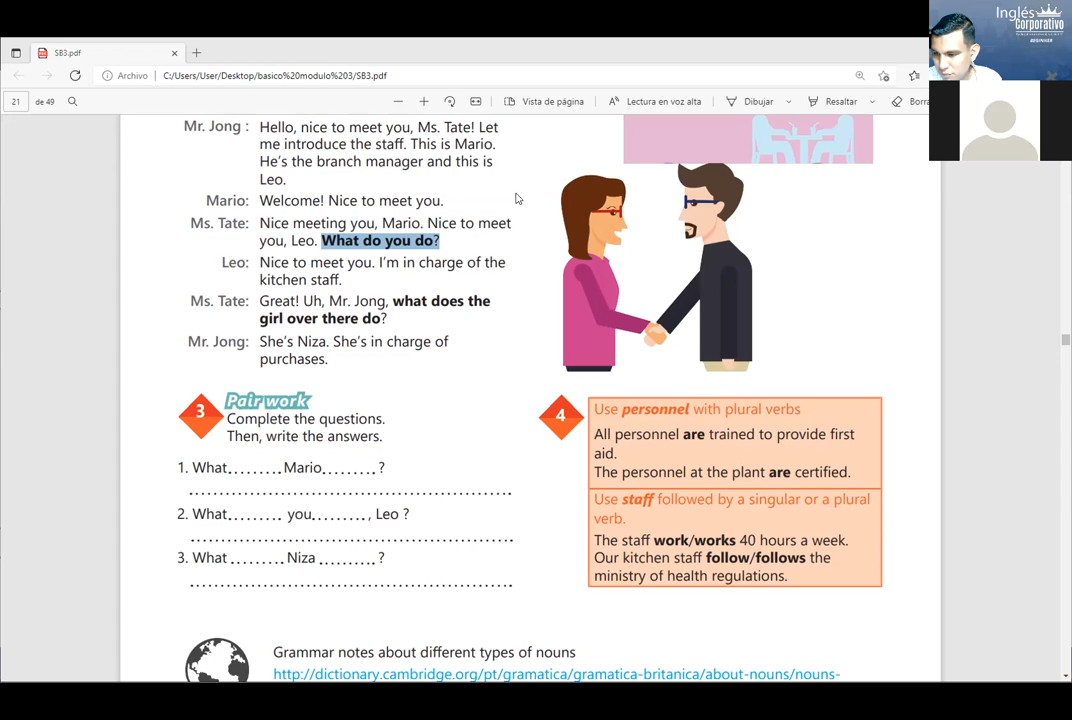 Inglés
Corporativo
BEGINNER
SB3.pdf
Archivo
C:/Users/User/Desktop/basico%20modulo%203/SB3.pdf
21 de 49
Vista de página
Lectura en voz alta
Dibujar
Resaltar
Borra
Mr. Jong : Hello, nice to meet you, Ms. Tate! Let
me introduce the staff. This is Mario.
He's the branch manager and this is
Leo.
Mario: Welcome! Nice to meet you.
Ms. Tate: Nice meeting you, Mario. Nice to meet
you, Leo. What do you do?
Leo: Nice to meet you. I'm in charge of the
kitchen staff.
Ms. Tate: Great! Uh, Mr. Jong, what does the
girl over there do?
Mr. Jong: She's Niza. She's in charge of
purchases.
3 Pair work
Complete the questions.
Then, write the answers.
1. What......... Mario......... ?
2. What......... you........., Leo ?
3. What ......... Niza ......... ?
4
Use personnel with plural verbs
All personnel are trained to provide first
aid.
The personnel at the plant are certified.
Use staff followed by a singular or a plural
verb.
The staff work/works 40 hours a week.
Our kitchen staff follow/follows the
ministry of health regulations.
Grammar notes about different types of nouns
http://dictionary.cambridge.org/pt/gramatica/gramatica-britanica/about-nouns/nouns-